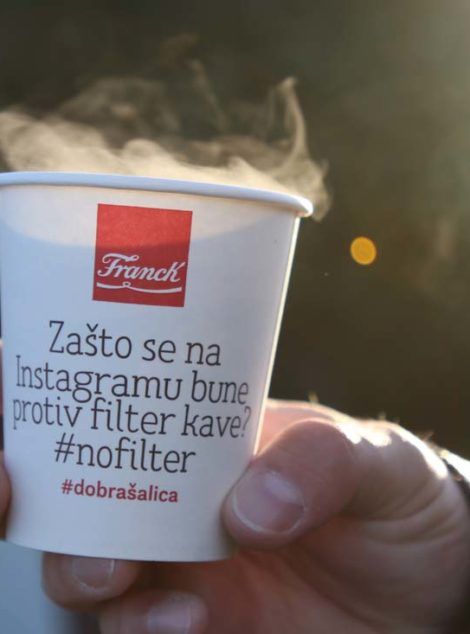 Franck
Zašto se na
Instagramu bune
protiv filter kave?
#nofilter
#dobrašalica